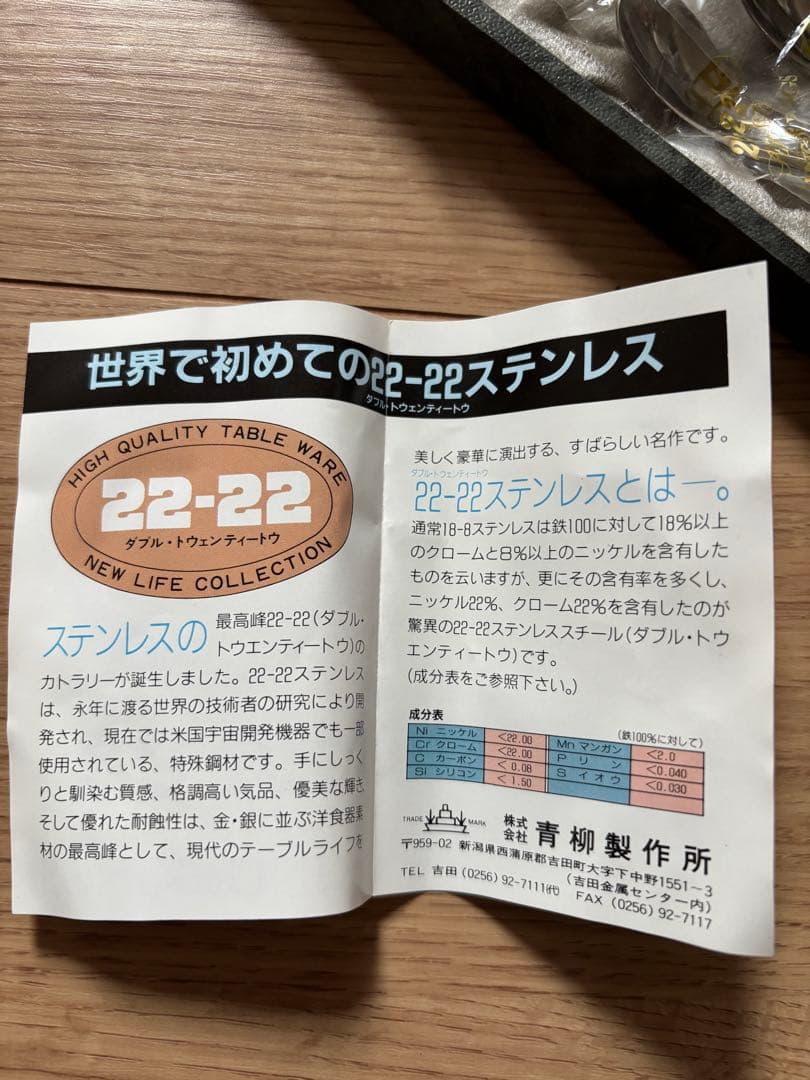 世界で初めての22-22ステンレス
ダブル・トウェンティートウ
HIGH QUALITY TABLE WARE
22-22
ダブル・トウェンティートウ
NEW LIFE COLLECTION
ステンレスの最高峰22-22(ダブル・
トウエンティートウ)の
カトラリーが誕生しました。22-22ステンレス
は、永年に渡る世界の技術者の研究により開
発され、現在では米国宇宙開発機器でも一部
使用されている、特殊鋼材です。手にしっく
りと馴染む質感、格調高い気品、優美な輝き、
そして優れた耐蝕性は、金・銀に並ぶ洋食器素
材の最高峰として、現代のテーブルライフを
美しく豪華に演出する、すばらしい名作です。
ダブル・トウェンティートウ
22-22ステンレスとは―。
通常18-8ステンレスは鉄100に対して18%以上
のクロームと8%以上のニッケルを含有した
ものを云いますが、更にその含有率を多くし、
ニッケル22%、クローム22%を含有したのが
驚異の22-22ステンレススチール(ダブル・トウ
エンティートウ)です。
(成分表をご参照下さい。)
成分表
(鉄100%に対して)
Ni ニッケル <22.00 Mn マンガン <2.0
Cr クローム <22.00 P リン <0.040
C カーボン <0.08 S イオウ <0.030
Si シリコン <1.50
TRADE MARK 株式会社 青柳製作所
〒959-02 新潟県西蒲原郡吉田町大字下中野1551~3
(吉田金属センター内)
TEL 吉田 (0256) 92-7111(代) FAX (0256) 92-7117